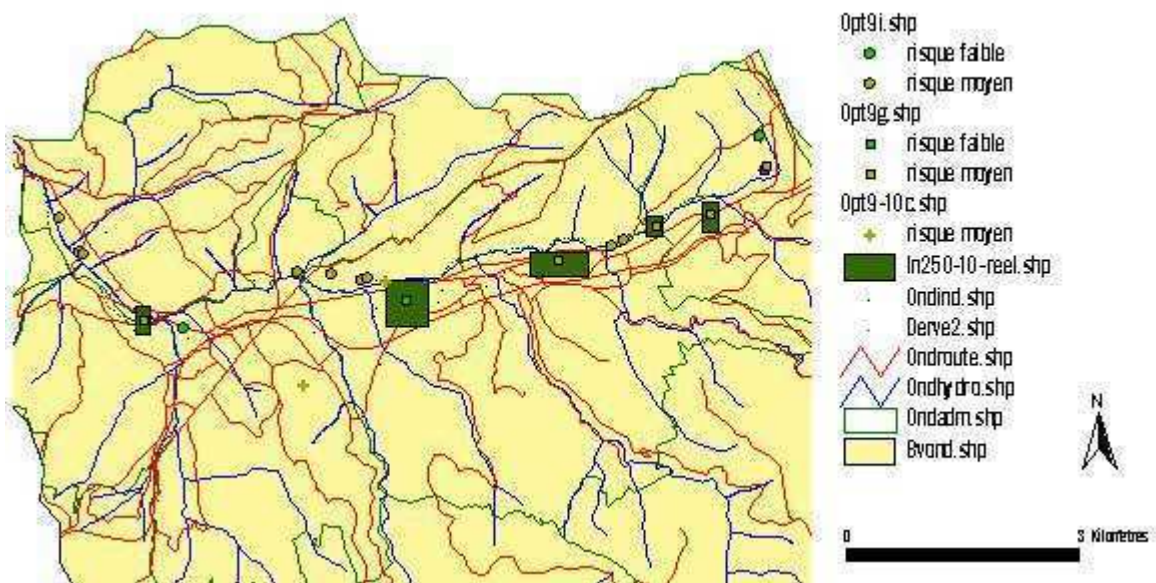 Opt9i.shp
risque faible
risque moyen
Opt9g.shp
risque faible
risque moyen
Opt9-10c.shp
risque moyen
In250-10-reel.shp
Ondind.shp
Derve2.shp
Ondroute.shp
Ondhydro.shp
Ondadm.shp
Bvond.shp
N
0 3 Kilometres